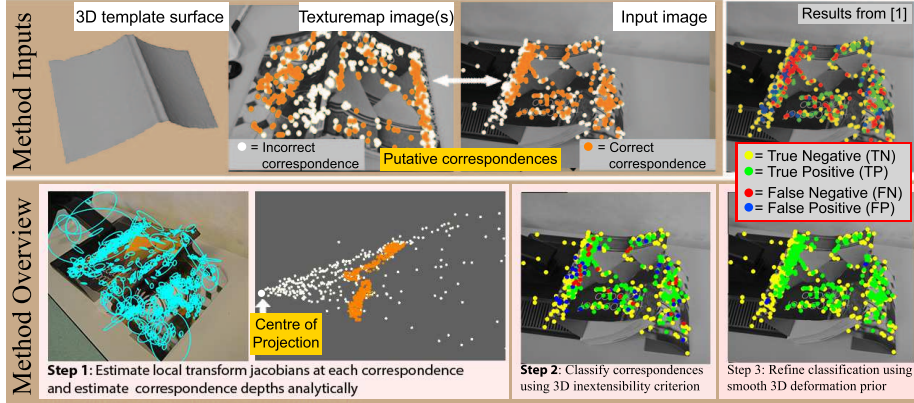 Method Inputs
3D template surface
Texturemap image(s)
Input image
Results from [1]
= Incorrect
correspondence
Putative correspondences
= Correct
correspondence
= True Negative (TN)
= True Positive (TP)
= False Negative (FN)
= False Positive (FP)
Method Overview
Centre of
Projection
Step 1: Estimate local transform jacobians at each correspondence
and estimate correspondence depths analytically
Step 2: Classify correspondences
using 3D inextensibility criterion
Step 3: Refine classification using
smooth 3D deformation prior